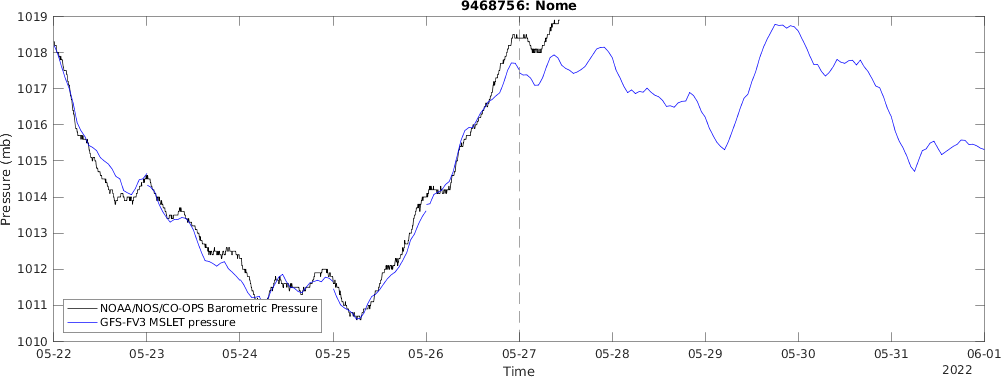 9468756: Nome
1019
1018
1017
1016
1015
1014
1013
1012
1011
1010
Pressure (mb)
NOAA/NOS/CO-OPS Barometric Pressure
GFS-FV3 MSLET pressure
05-22 05-23 05-24 05-25 05-26 05-27 05-28 05-29 05-30 05-31 06-01
Time
2022